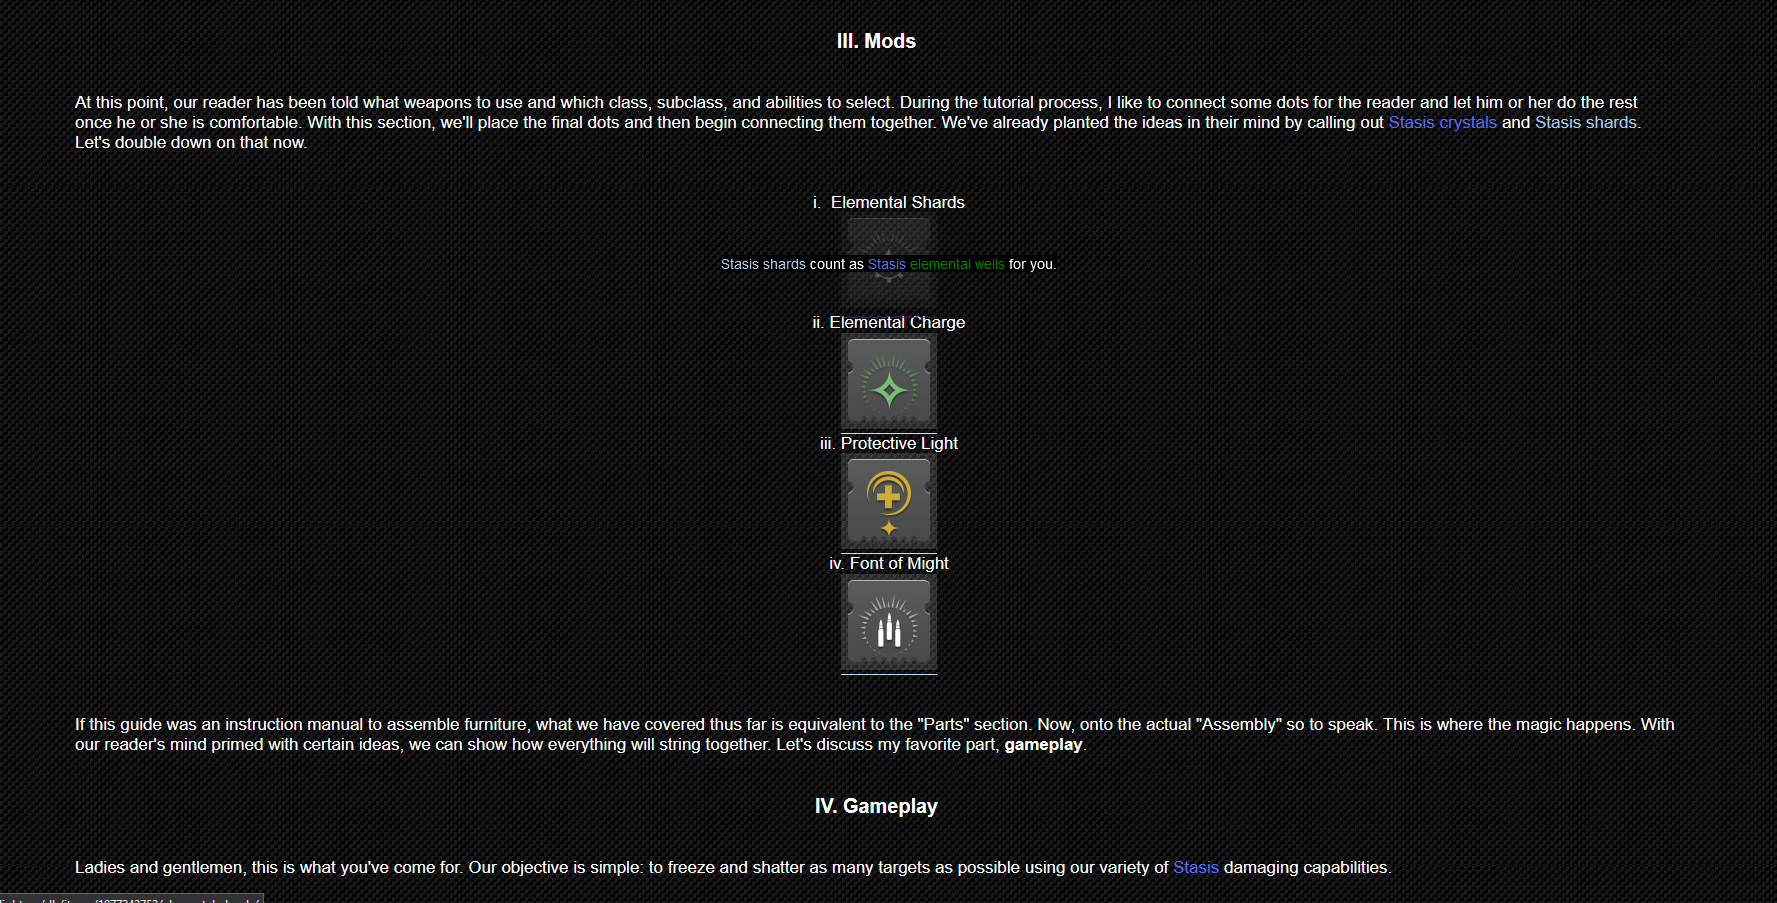 III. Mods
At this point, our reader has been told what weapons to use and which class, subclass, and abilities to select. During the tutorial process, I like to connect some dots for the reader and let him or her do the rest
once he or she is comfortable. With this section, we'll place the final dots and then begin connecting them together. We've already planted the ideas in their mind by calling out Stasis crystals and Stasis shards.
Let's double down on that now.
i. Elemental Shards
Stasis shards count as Stasis elemental wells for you.
ii. Elemental Charge
iii. Protective Light
iv. Font of Might
If this guide was an instruction manual to assemble furniture, what we have covered thus far is equivalent to the "Parts" section. Now, onto the actual "Assembly" so to speak. This is where the magic happens. With
our reader's mind primed with certain ideas, we can show how everything will string together. Let's discuss my favorite part, gameplay.
IV. Gameplay
Ladies and gentlemen, this is what you've come for. Our objective is simple: to freeze and shatter as many targets as possible using our variety of Stasis damaging capabilities.